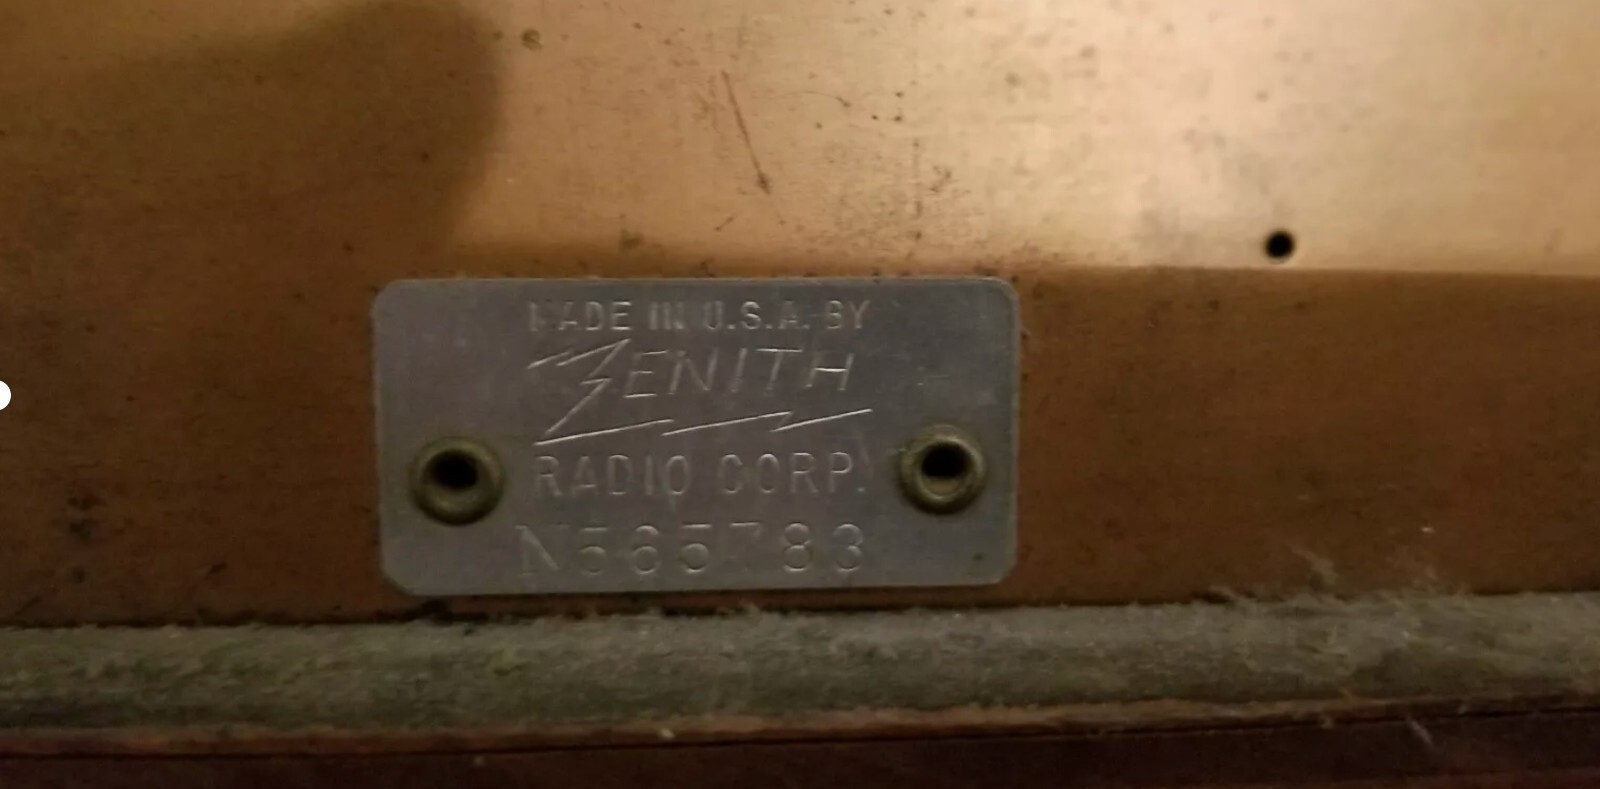 MADE IN U.S.A. BY
ZENITH
RADIO CORP.
N565783